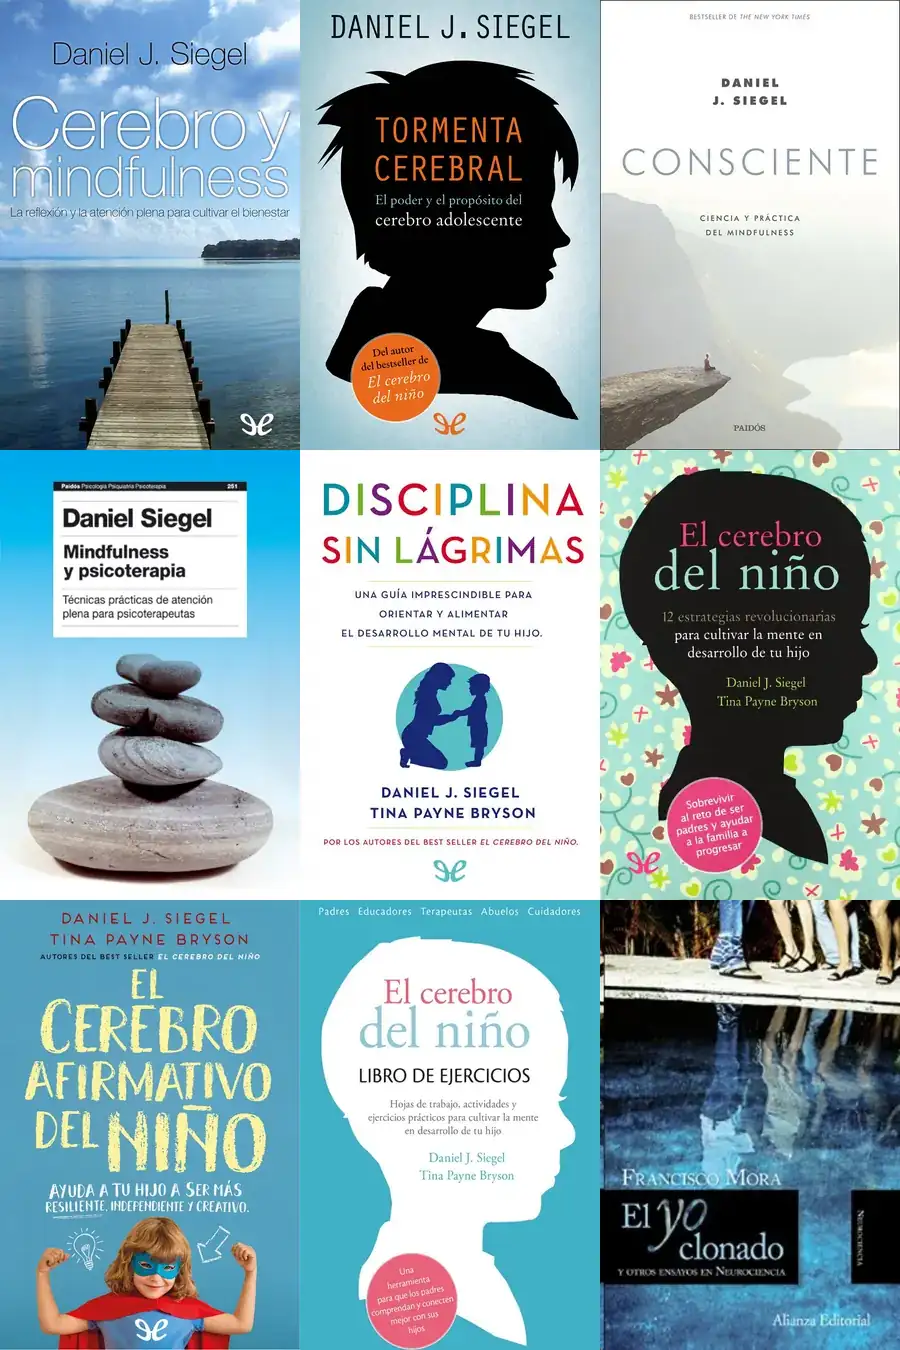 Daniel J. Siegel
Cerebro y
mindfulness
La reflexión y la atención plena para cultivar el bienestar
DANIEL J. SIEGEL
TORMENTA
CEREBRAL
El poder y el propósito del
cerebro adolescente
Del autor
del bestseller de
El cerebro
del niño
BESTSELLER DE THE NEW YORK TIMES
DANIEL
J. SIEGEL
CONSCIENTE
CIENCIA Y PRÁCTICA
DEL MINDFULNESS
PAIDÓS
Paidós Psicología Psiquiatría Psicoterapia 251
Daniel Siegel
Mindfulness
y psicoterapia
Técnicas prácticas de atención
plena para psicoterapeutas
DISCIPLINA
SIN LÁGRIMAS
UNA GUÍA IMPRESCINDIBLE PARA
ORIENTAR Y ALIMENTAR
EL DESARROLLO MENTAL DE TU HIJO.
DANIEL J. SIEGEL
TINA PAYNE BRYSON
POR LOS AUTORES DEL BEST SELLER EL CEREBRO DEL NIÑO.
El cerebro
del niño
12 estrategias revolucionarias
para cultivar la mente en
desarrollo de tu hijo
Daniel J. Siegel
Tina Payne Bryson
Sobrevivir
al reto de ser
padres y ayudar
a la familia a
progresar
DANIEL J. SIEGEL
TINA PAYNE BRYSON
AUTORES DEL BEST SELLER EL CEREBRO DEL NIÑO
EL
CEREBRO
AFIRMATIVO
DEL NIÑO
AYUDA A TU HIJO A SER MÁS
RESILIENTE, INDEPENDIENTE Y CREATIVO.
Padres Educadores Terapeutas Abuelos Cuidadores
El cerebro
del niño
LIBRO DE EJERCICIOS
Hojas de trabajo, actividades y
ejercicios prácticos para cultivar la mente
en desarrollo de tu hijo
Daniel J. Siegel
Tina Payne Bryson
Una
herramienta
para que los padres
comprendan y conecten
mejor con sus
hijos
FRANCISCO MORA
El yo
clonado
Y OTROS ENSAYOS EN NEUROCIENCIA
NEUROCIENCIA
Alianza Editorial